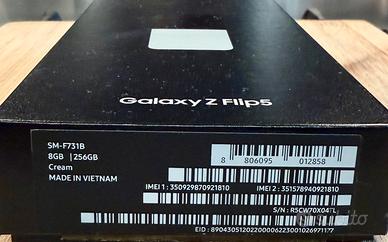 Galaxy Z Flip5
SM-F731B
8GB | 256GB
Cream
MADE IN VIETNAM
8 806095 012858
IMEI 1 : 350929870921810
IMEI 2 : 351578940921810
S/N : R5CW70X04TL
EID : 89043051202200006223001026971177
subito